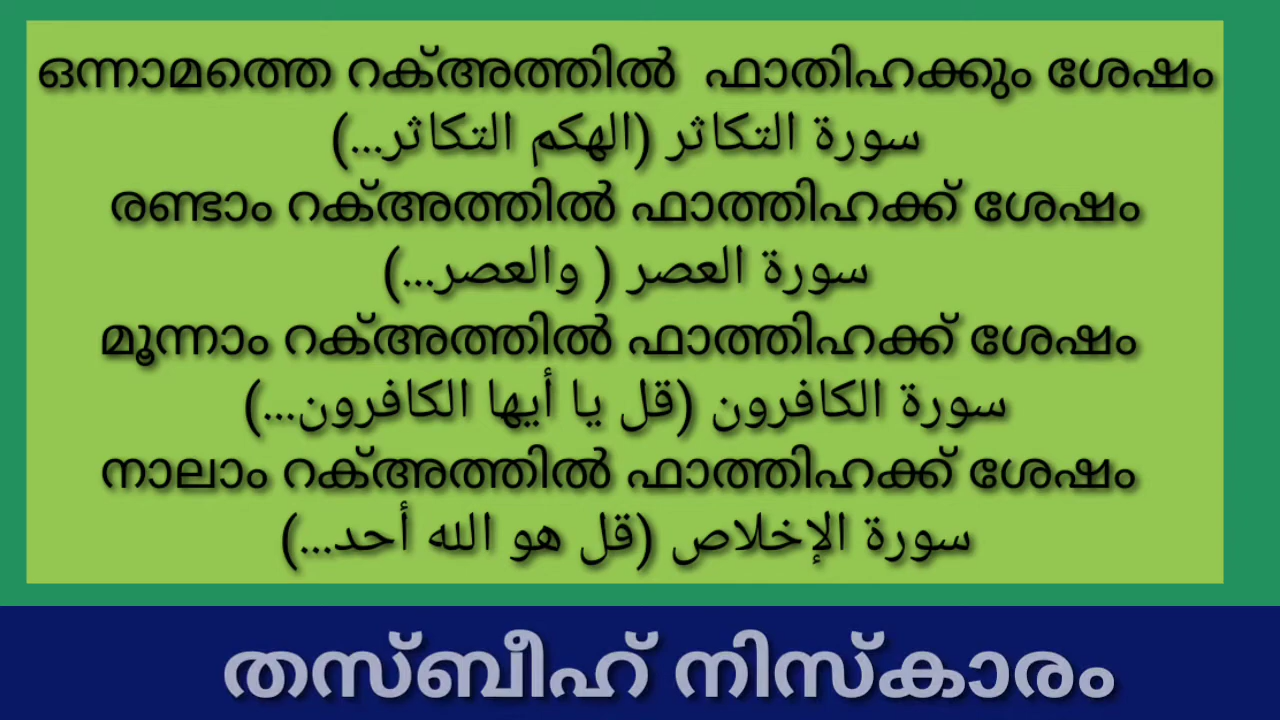 ഒന്നാമത്തെ റക്അത്തിൽ ഫാതിഹക്കും ശേഷം
سورة التكاثر (الهكم التكاثر...)
രണ്ടാം റക്അത്തിൽ ഫാത്തിഹക്ക് ശേഷം
سورة العصر ( والعصر...)
മൂന്നാം റക്അത്തിൽ ഫാത്തിഹക്ക് ശേഷം
سورة الكافرون (قل يا أيها الكافرون...)
നാലാം റക്അത്തിൽ ഫാത്തിഹക്ക് ശേഷം
سورة الإخلاص (قل هو الله أحد...)
തസ്ബീഹ് നിസ്കാരം